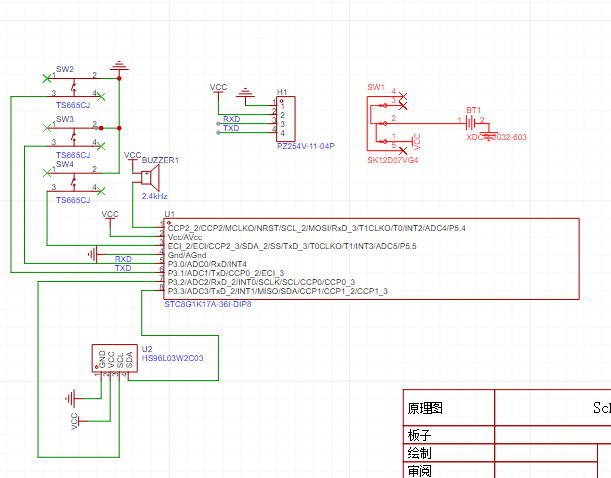 SW2
1
2
3
4
TS665CJ
SW3
1
2
3
4
TS665CJ
SW4
1
2
3
4
TS665CJ
VCC
BUZZER1
2.4kHz
VCC
H1
1
2
RXD
3
TXD
4
PZ254V-11-04P
SW1
4
3
2
1
5
VCC
SK12D07VG4
BT1
1
2
VCC
U1
1
CCP2_2/CCP2/MCLKO/NRST/SCL_2/MOSI/RxD_3/T1CLKO/T0/INT2/ADC4/P5.4
2
Vcc/AVcc
3
ECI_2/ECI/CCP2_3/SDA_2/SS/TxD_3/T0CLKO/T1/INT3/ADC5/P5.5
4
Gnd/AGnd
RXD
5
P3.0/ADC0/RxD/INT4
TXD
6
P3.1/ADC1/TxD/CCP0_2/ECI_3
7
P3.2/ADC2/RxD_2/INT0/SCLK/SCL/CCP0/CCP0_3
8
P3.3/ADC3/TxD_2/INT1/MISO/SDA/CCP1/CCP1_2/CCP1_3
STC8G1K17A-36I-DIP8
U2
HS96L03W2C03
GND
VCC
SCL
SDA
1
2
3
4
VCC
原理图
板子
绘制
审阅